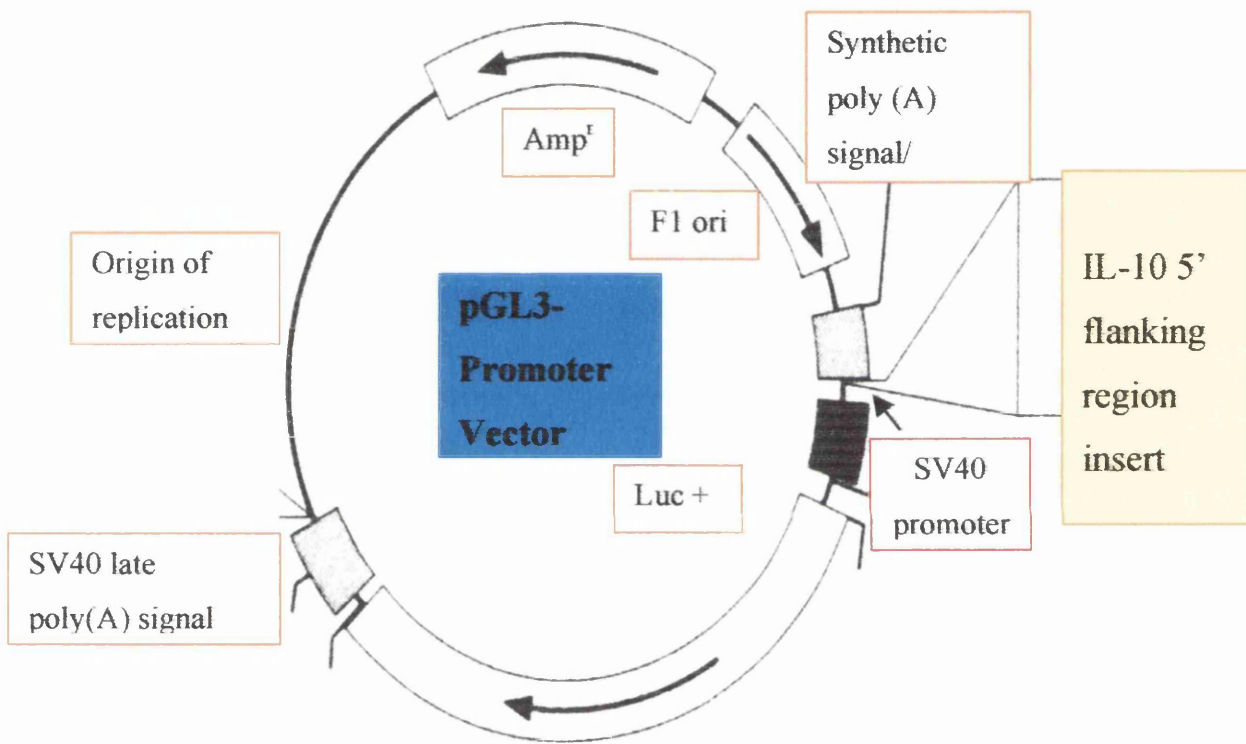 Synthetic
poly (A)
signal/
Ampʳ
F1 ori
Origin of
replication
pGL3-
Promoter
Vector
IL-10 5’
flanking
region
insert
Luc +
SV40
promoter
SV40 late
poly(A) signal